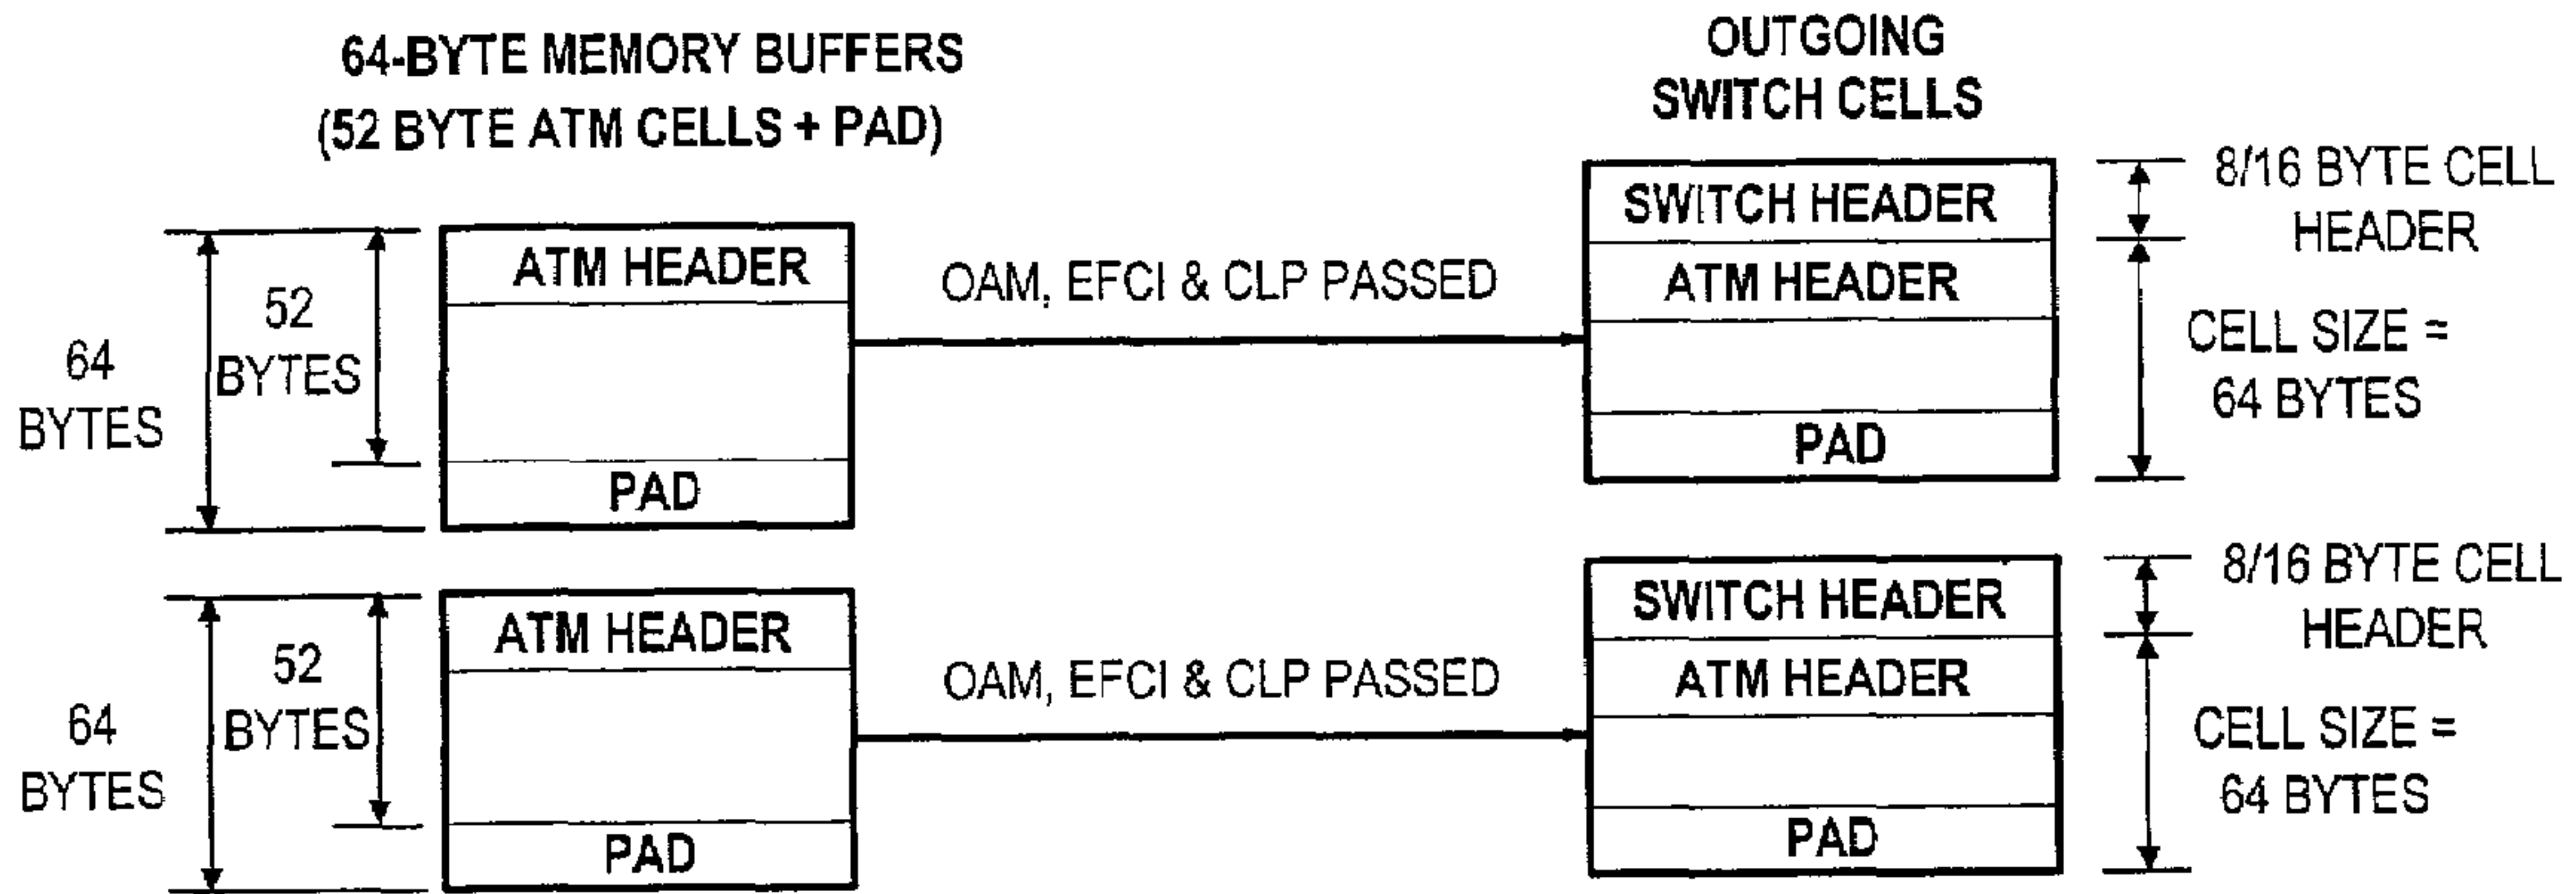 64-BYTE MEMORY BUFFERS
(52 BYTE ATM CELLS + PAD)
OUTGOING
SWITCH CELLS
64
BYTES
52
BYTES
ATM HEADER
PAD
OAM, EFCI & CLP PASSED
SWITCH HEADER
ATM HEADER
PAD
8/16 BYTE CELL
HEADER
CELL SIZE =
64 BYTES
64
BYTES
52
BYTES
ATM HEADER
PAD
OAM, EFCI & CLP PASSED
SWITCH HEADER
ATM HEADER
PAD
8/16 BYTE CELL
HEADER
CELL SIZE =
64 BYTES